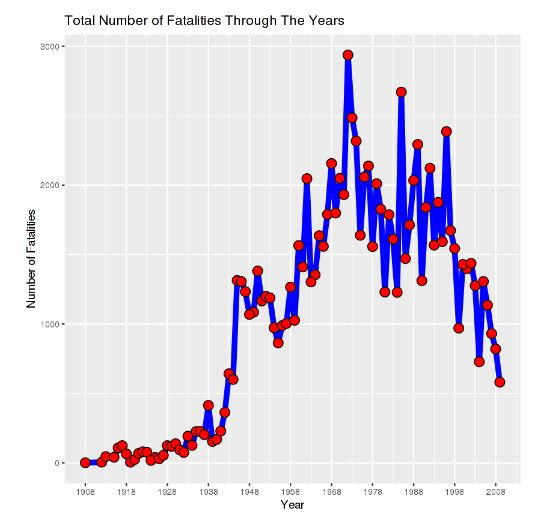 Total Number of Fatalities Through The Years
3000
2000
1000
0
Number of Fatalities
1908 1918 1928 1938 1948 1958 1968 1978 1988 1998 2008
Year